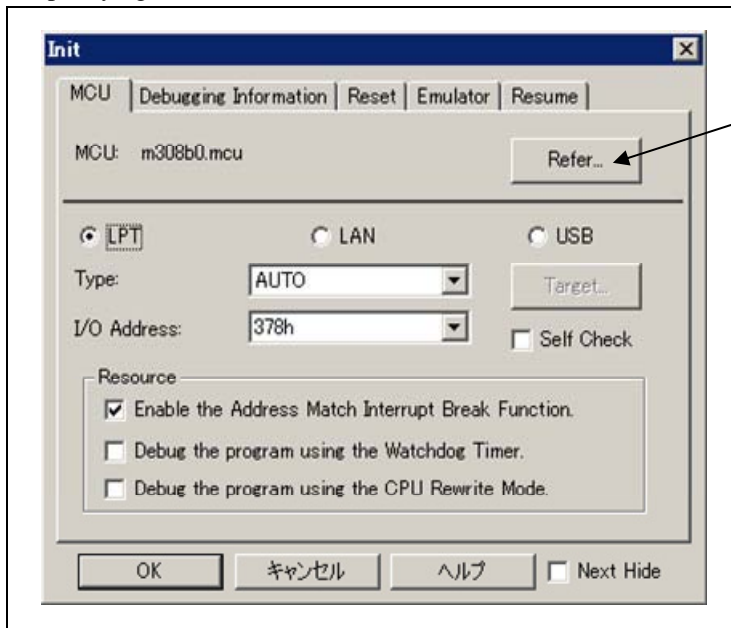 Init
MCU Debugging Information Reset Emulator Resume
MCU: m308b0.mcu Refer...
LPT LAN USB
Type: AUTO Target...
I/O Address: 378h Self Check
Resource
Enable the Address Match Interrupt Break Function.
Debug the program using the Watchdog Timer.
Debug the program using the CPU Rewrite Mode.
OK キャンセル ヘルプ Next Hide